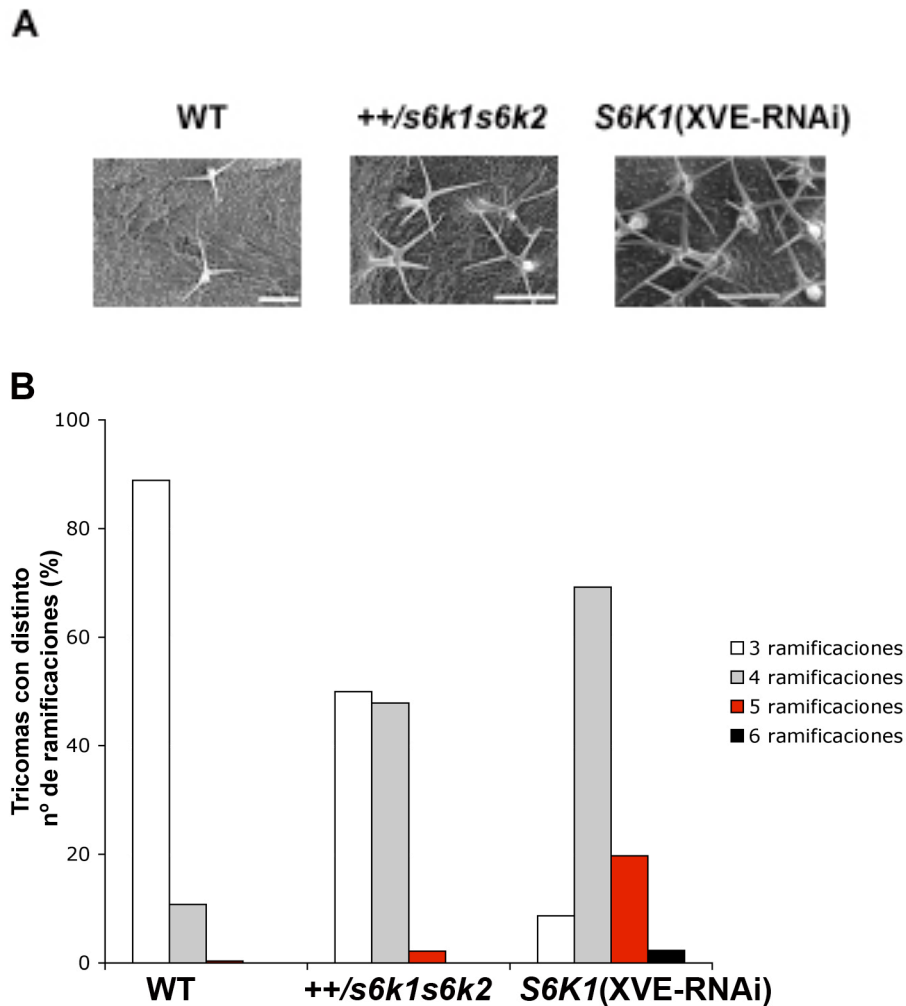 A
WT ++/s6k1s6k2 S6K1(XVE-RNAi)
B
Tricomas con distinto
nº de ramificaciones (%)
100
80
60
40
20
0
WT ++/s6k1s6k2 S6K1(XVE-RNAi)
3 ramificaciones
4 ramificaciones
5 ramificaciones
6 ramificaciones